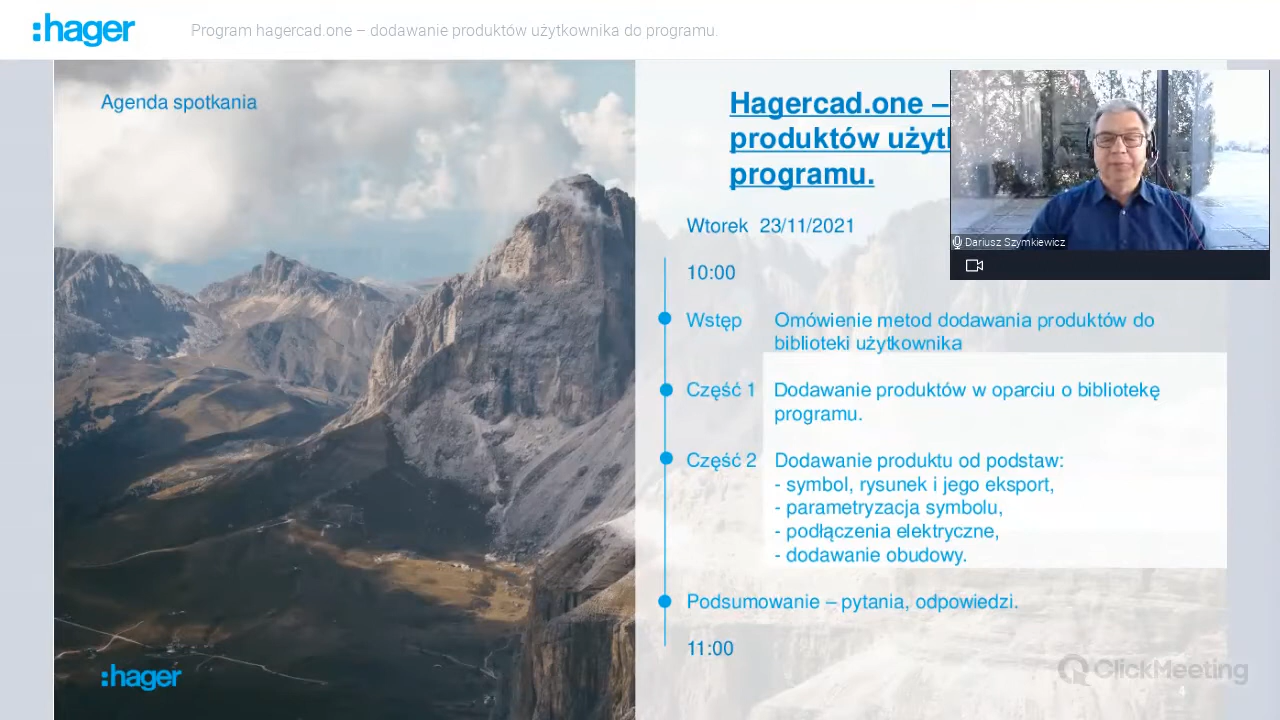 :hager
Program hagercad.one – dodawanie produktów użytkownika do programu.
Agenda spotkania
Hagercad.one –
produktów
programu.
Dariusz Szymkiewicz
Wtorek 23/11/2021
10:00
Wstęp Omówienie metod dodawania produktów do
biblioteki użytkownika
Część 1 Dodawanie produktów w oparciu o bibliotekę
programu.
Część 2 Dodawanie produktu od podstaw:
- symbol, rysunek i jego eksport,
- parametryzacja symbolu,
- podłączenia elektryczne,
- dodawanie obudowy.
Podsumowanie – pytania, odpowiedzi.
11:00
:hager
ClickMeeting
4